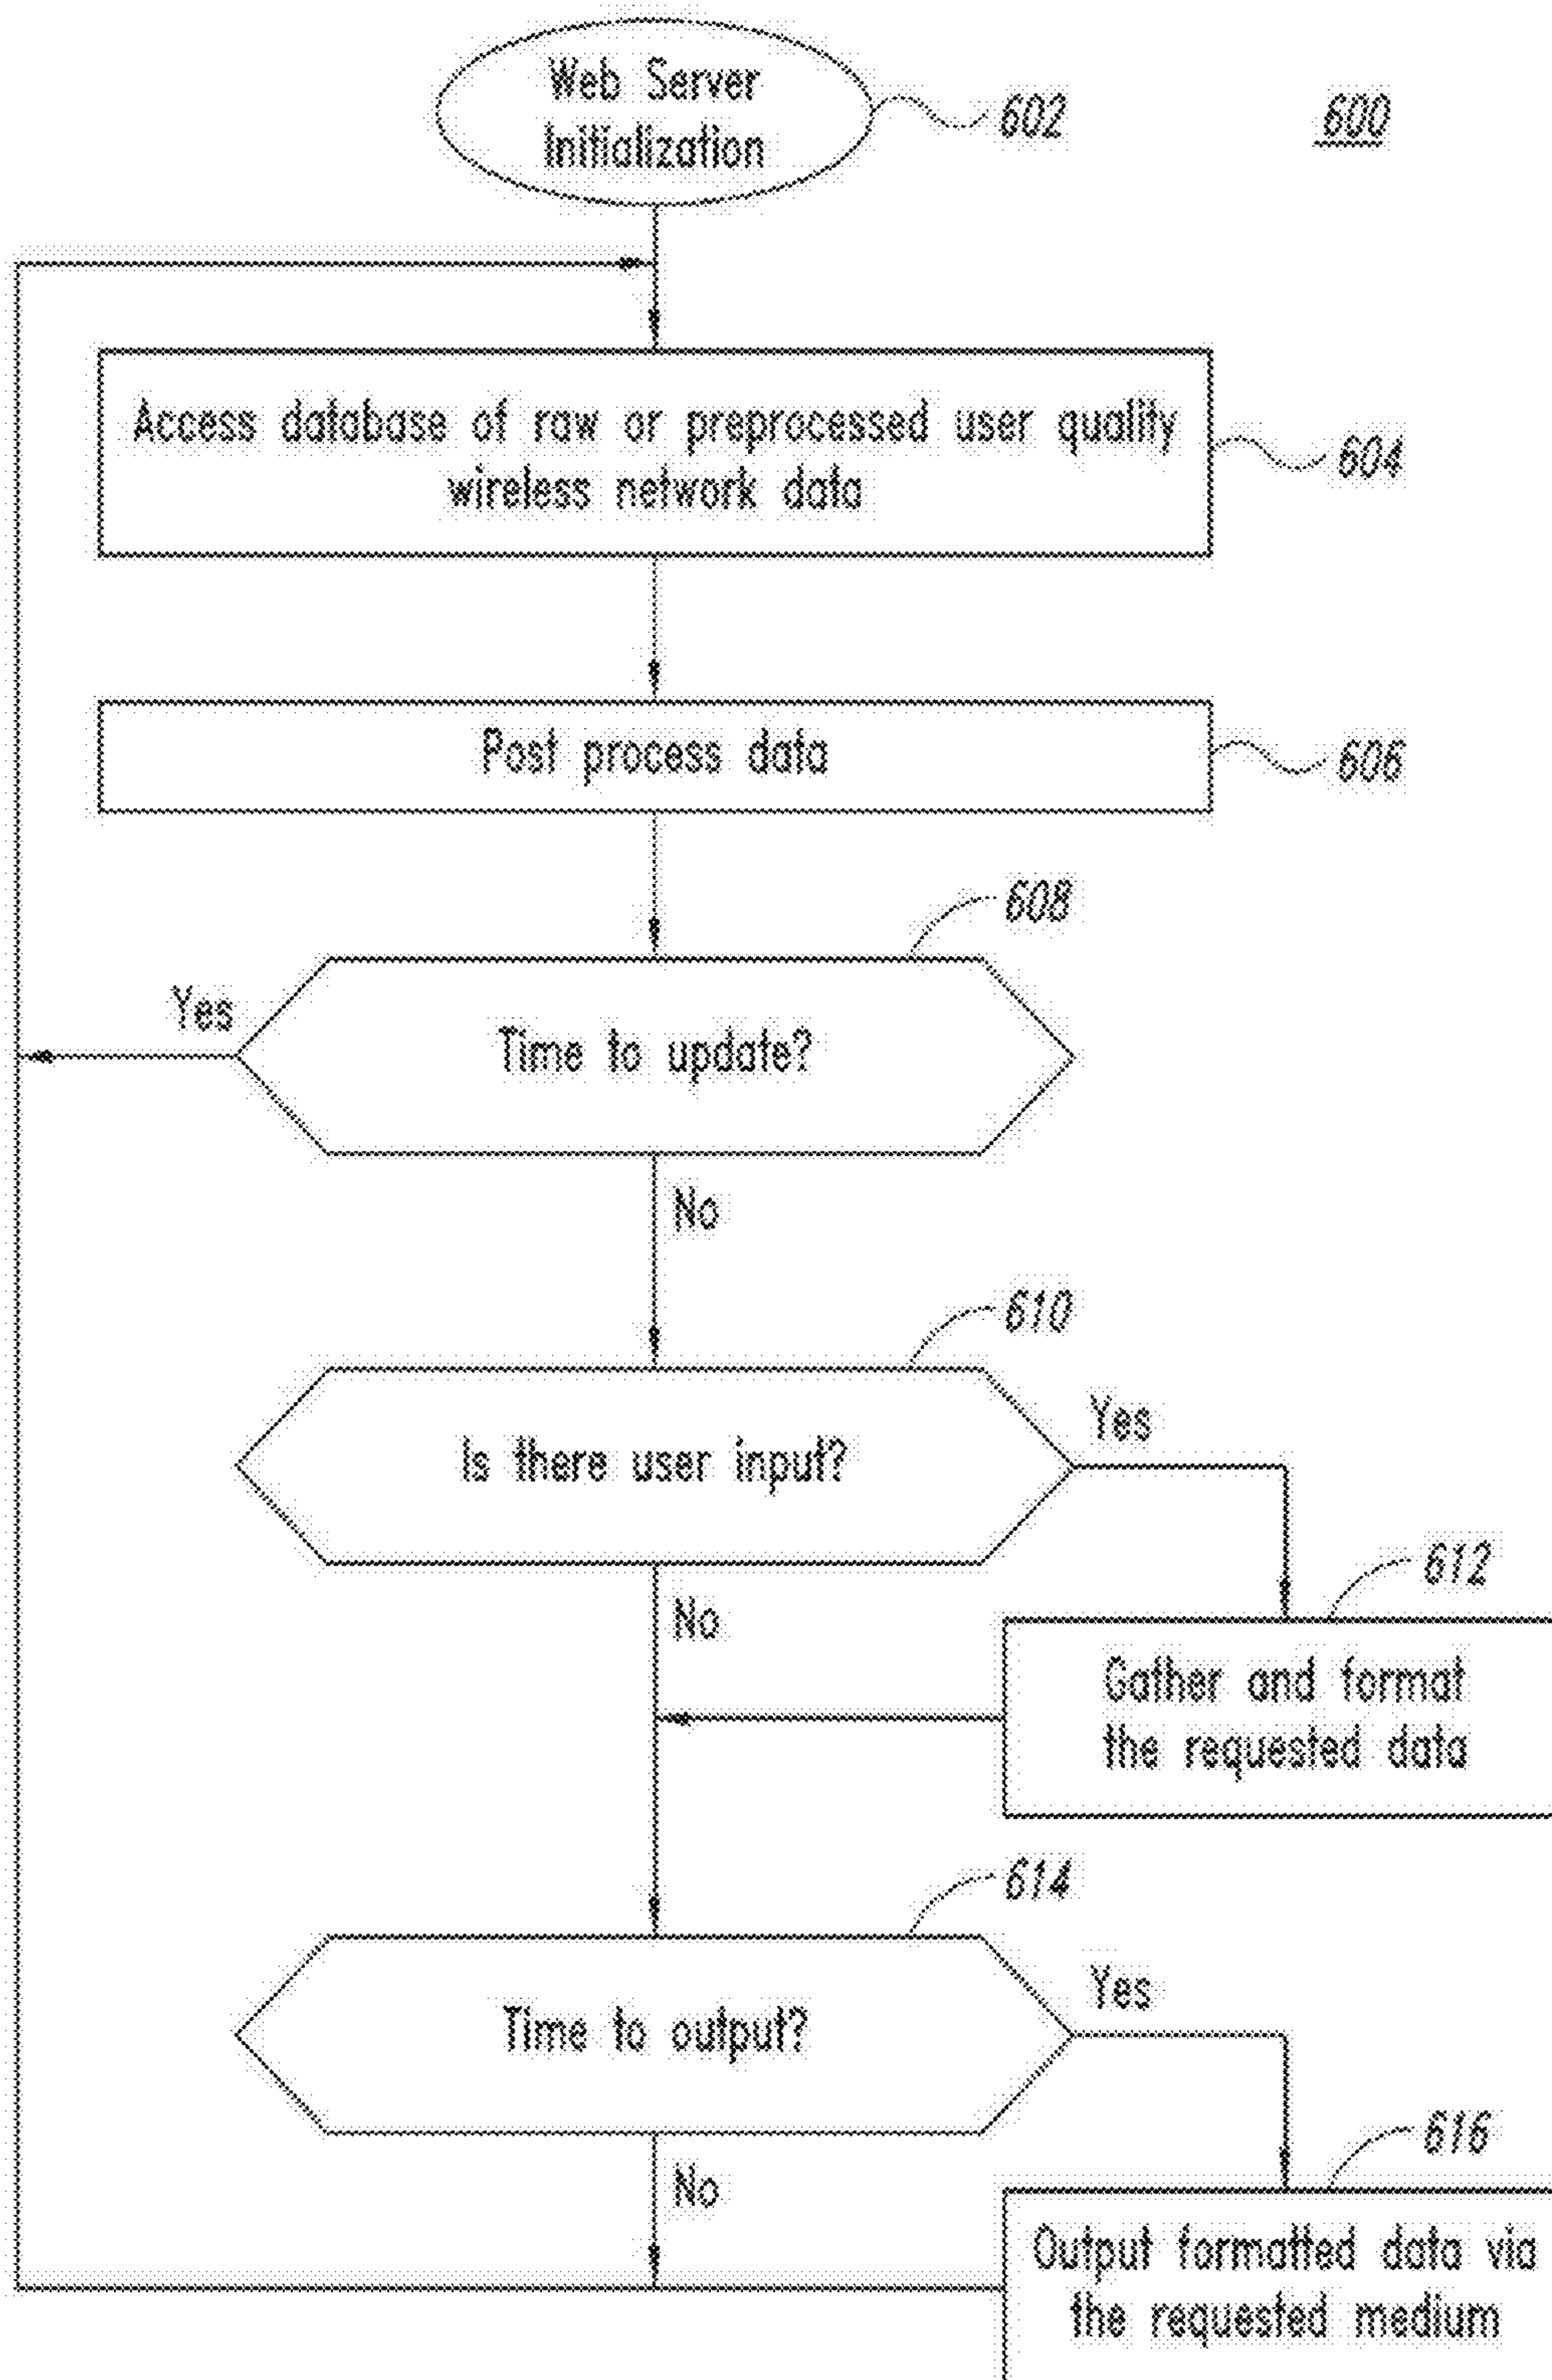 Web Server
Initialization
602
600
Access database of raw or preprocessed user quality
wireless network data
604
Post process data
606
608
Yes
Time to update?
No
610
Is there user input?
Yes
612
No
Gather and format
the requested data
614
Time to output?
Yes
616
No
Output formatted data via
the requested medium